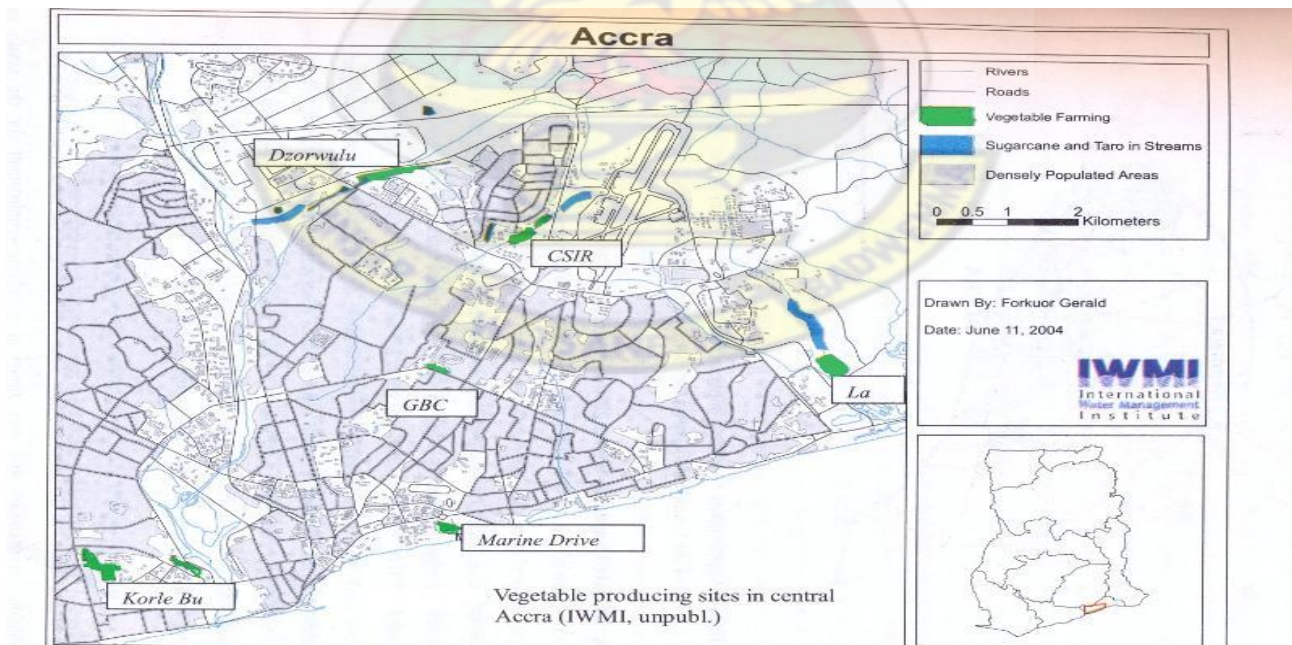 Accra
Rivers
Roads
Vegetable Farming
Sugarcane and Taro in Streams
Densely Populated Areas
0 0.5 1 2
Kilometers
Dzorwulu
CSIR
GBC
La
Marine Drive
Korle Bu
Vegetable producing sites in central
Accra (IWMI, unpubl.)
Drawn By: Forkuor Gerald
Date: June 11, 2004
IWMI
International
Water Management
Institute